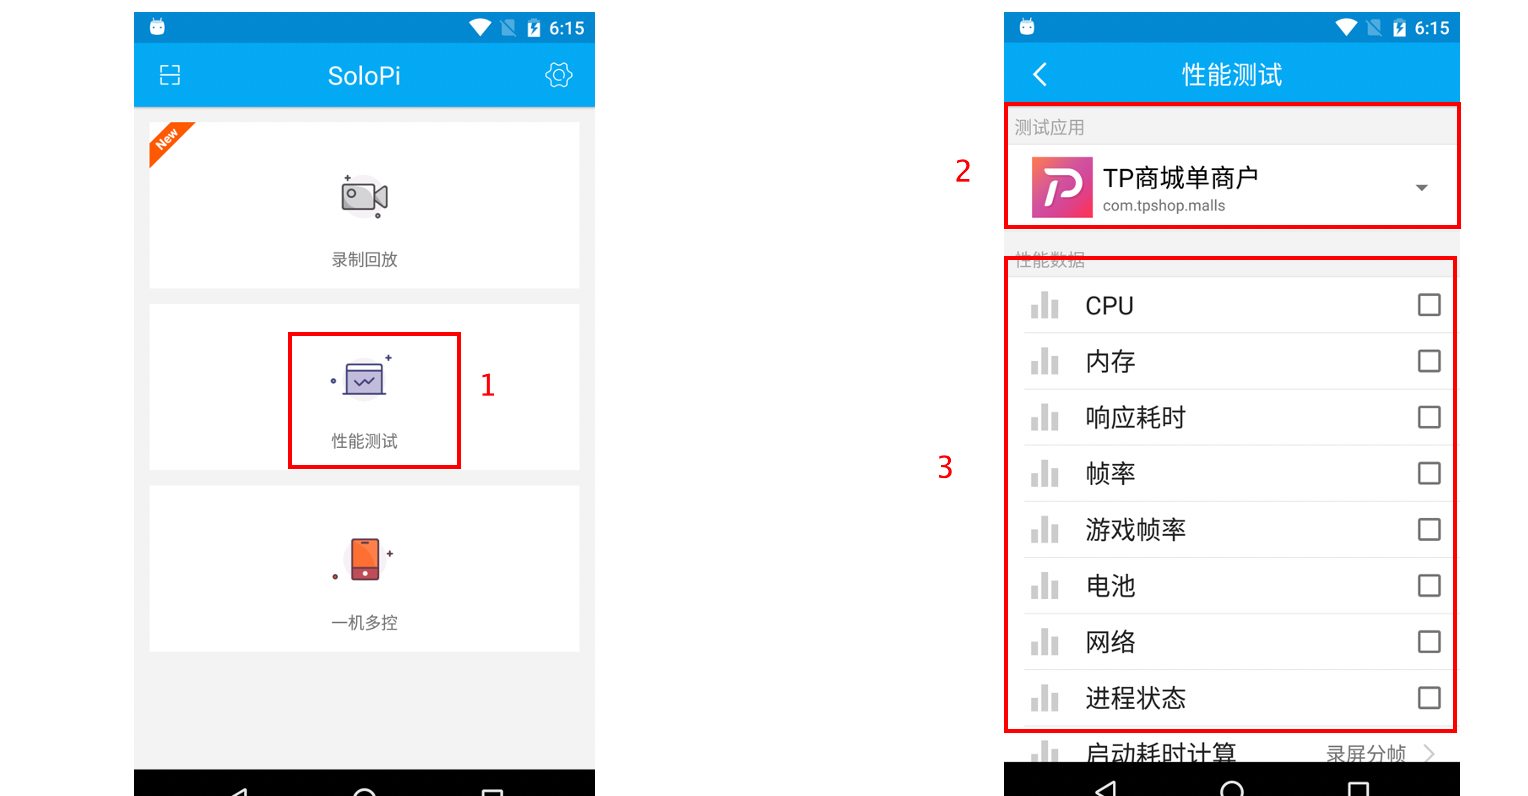 6:15
SoloPi
New
录制回放
1
性能测试
一机多控
6:15
性能测试
2
测试应用
TP商城单商户
com.tpshop.malls
性能数据
3
CPU
内存
响应耗时
帧率
游戏帧率
电池
网络
进程状态
启动耗时计算 录屏分帧